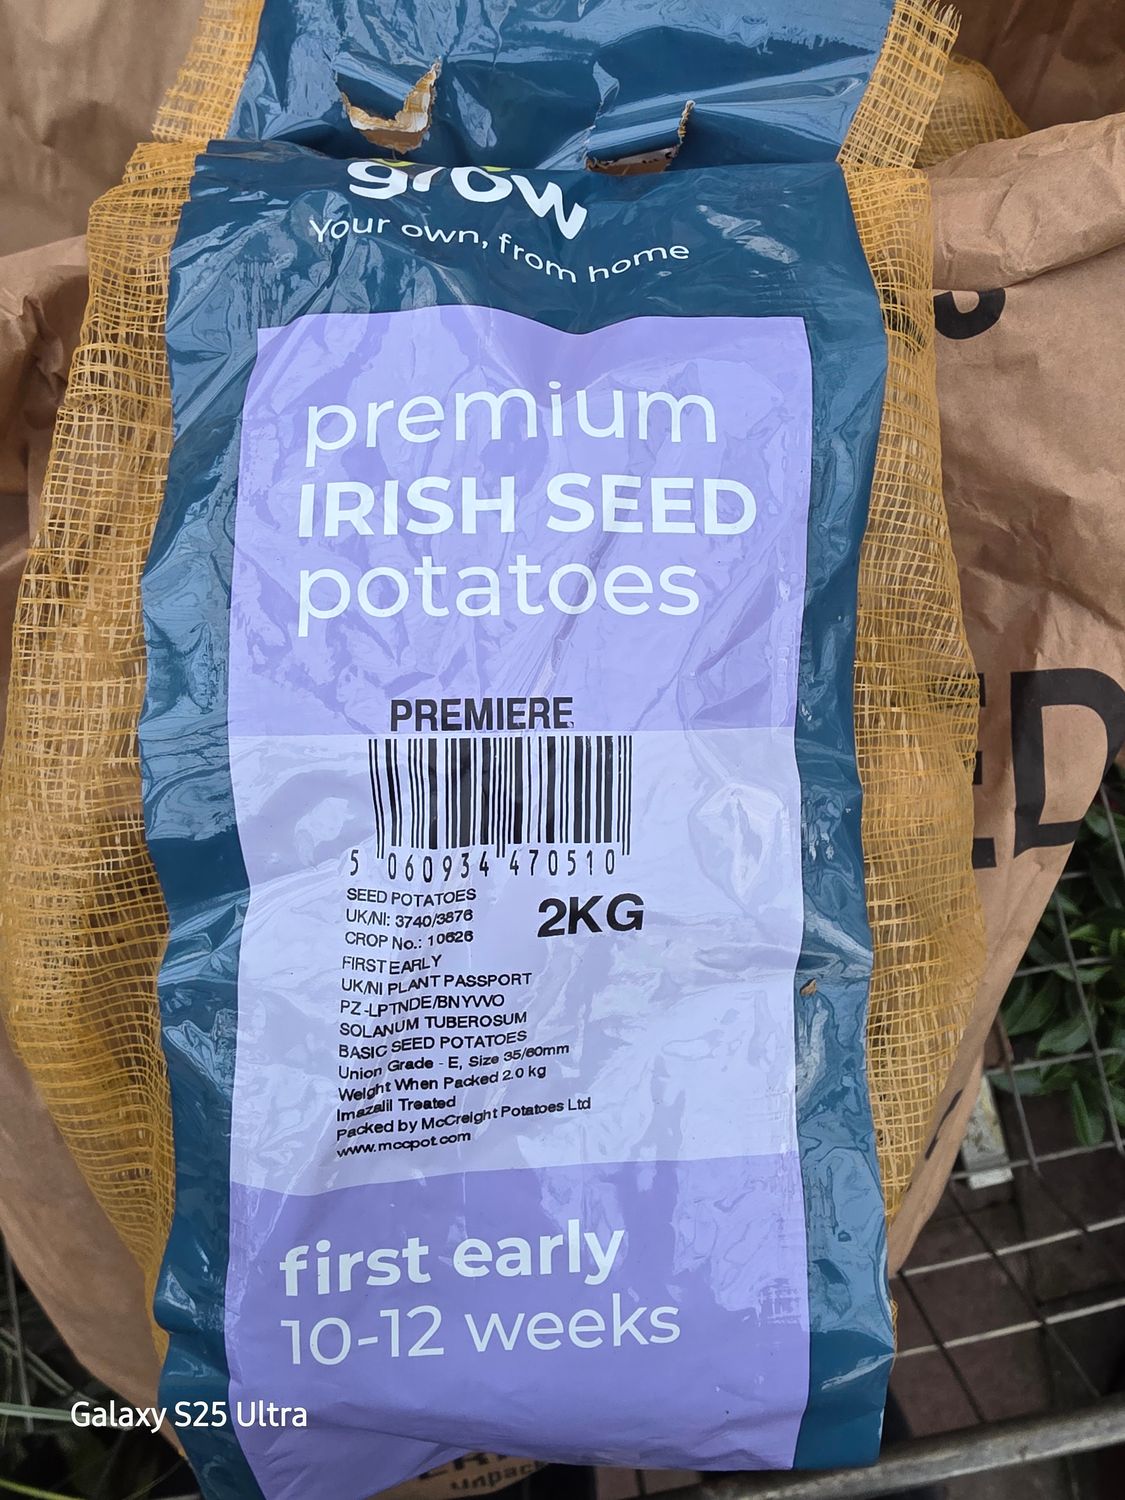 grow
Your own, from home
premium
IRISH SEED
potatoes
PREMIERE
5 060934 470510
SEED POTATOES
UK/NI: 3740/3876
CROP No.: 10626
2KG
FIRST EARLY
UK/NI PLANT PASSPORT
PZ-LPTNDE/BNYVVO
SOLANUM TUBEROSUM
BASIC SEED POTATOES
Union Grade - E, Size 35/60mm
Weight When Packed 2.0 kg
Imazalil Treated
Packed by McCreight Potatoes Ltd
www.mccpot.com
first early
10-12 weeks
Galaxy S25 Ultra